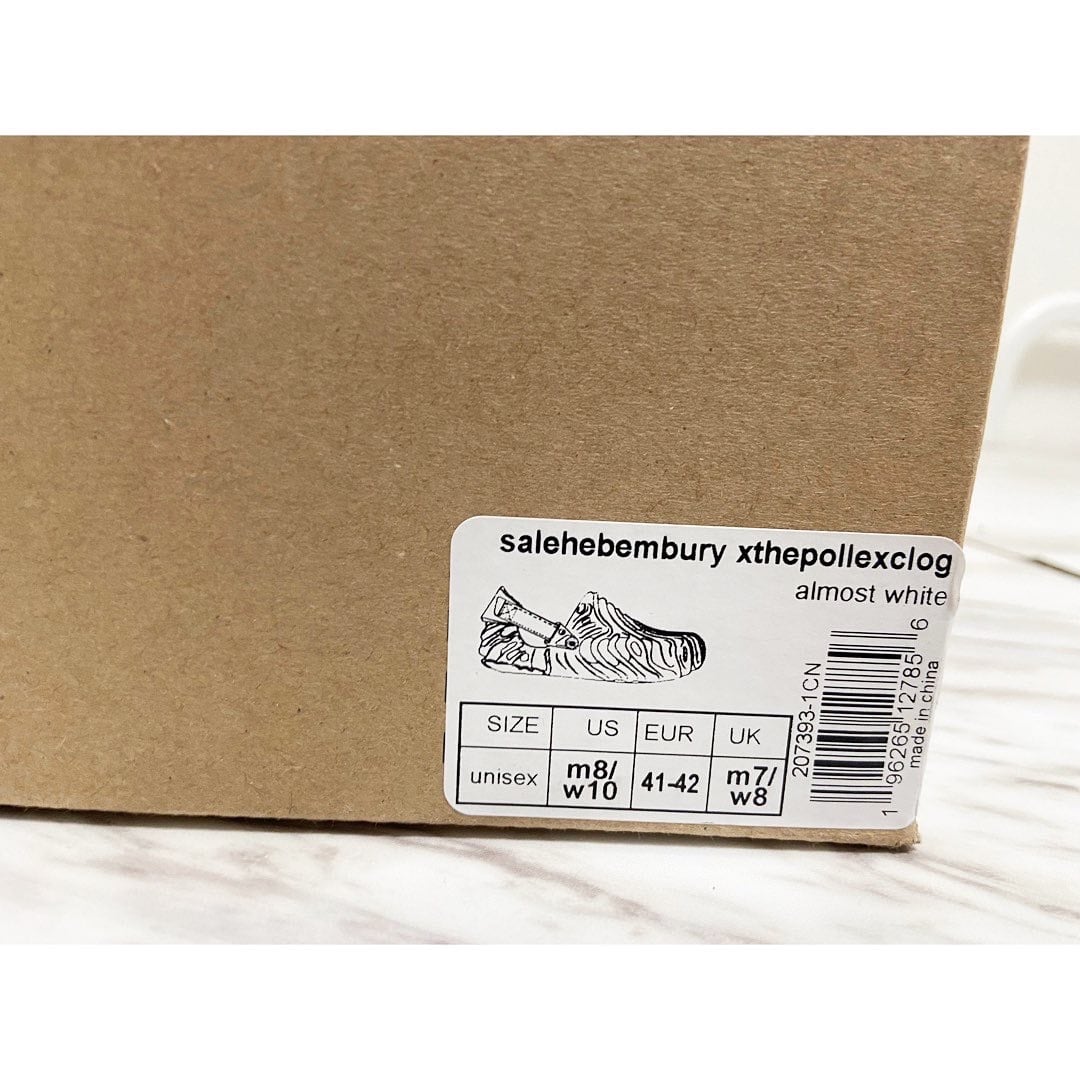 salehebembury xthepollexclog
almost white
SIZE US EUR UK
unisex m8/ w10 41-42 m7/ w8
207393-1CN
1 96265 12785 6
made in china